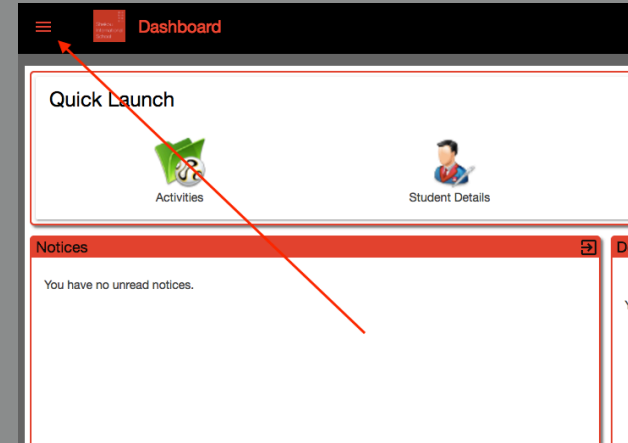 Dashboard
Quick Launch
Activities
Student Details
Notices
You have no unread notices.